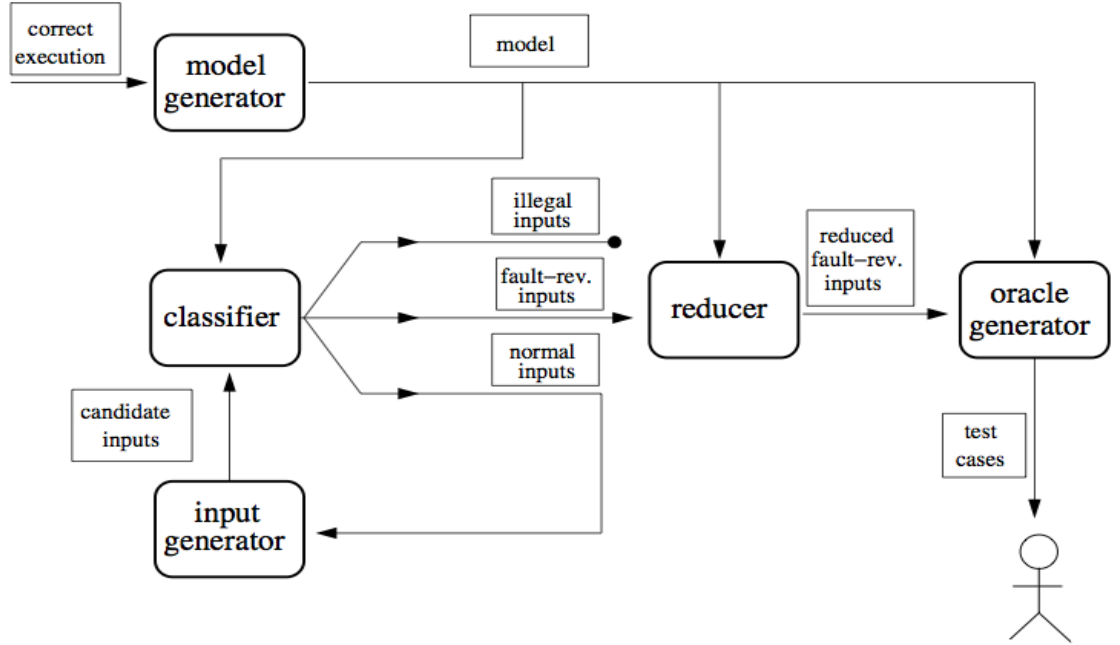 correct
execution
model
generator
model
illegal
inputs
fault−rev.
inputs
normal
inputs
classifier
reducer
reduced
fault−rev.
inputs
oracle
generator
candidate
inputs
input
generator
test
cases